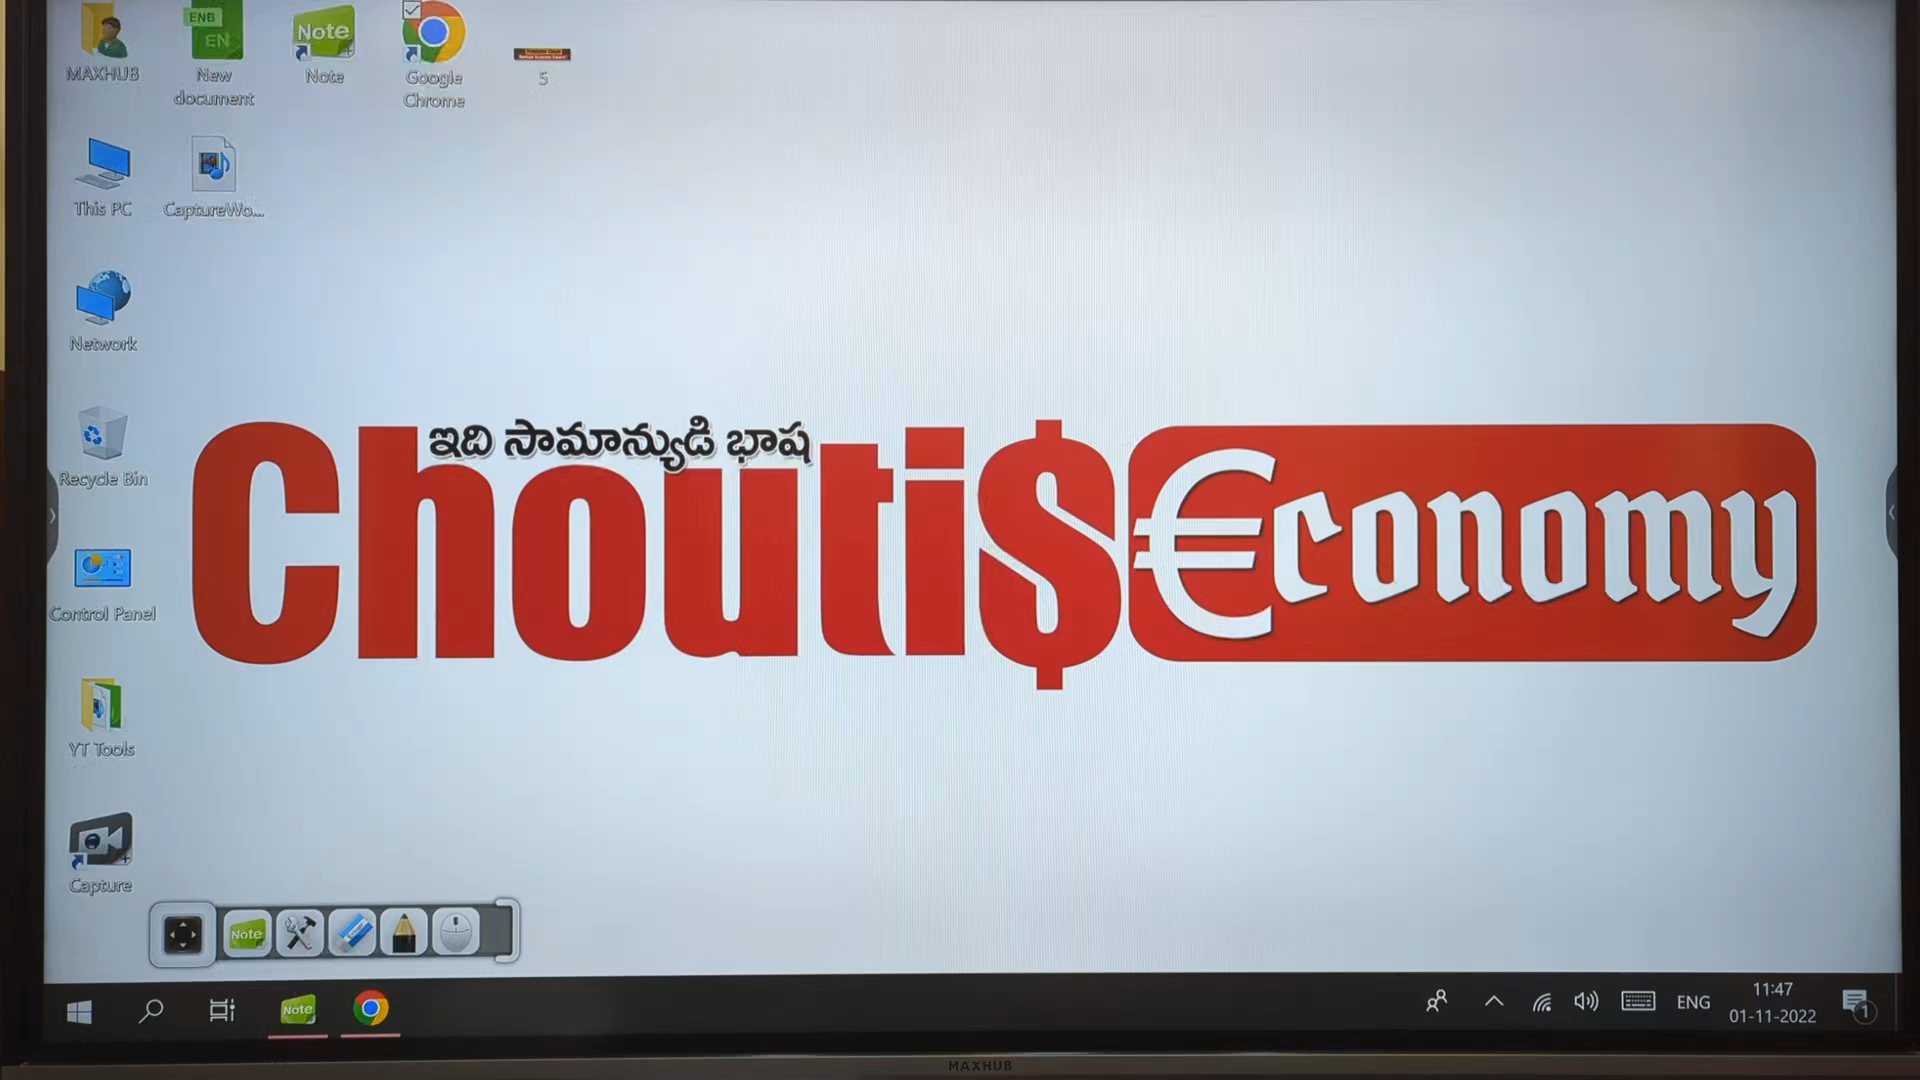 MAXHUB
ENB
EN
New
document
Note
Note
Google
Chrome
5
This PC
CaptureWo...
Network
Recycle Bin
Control Panel
YT Tools
Capture
ఇది సామాన్యుడి భాష
Chouti$ €conomy
Note
Note
ENG
11:47
01-11-2022
1
MAXHUB